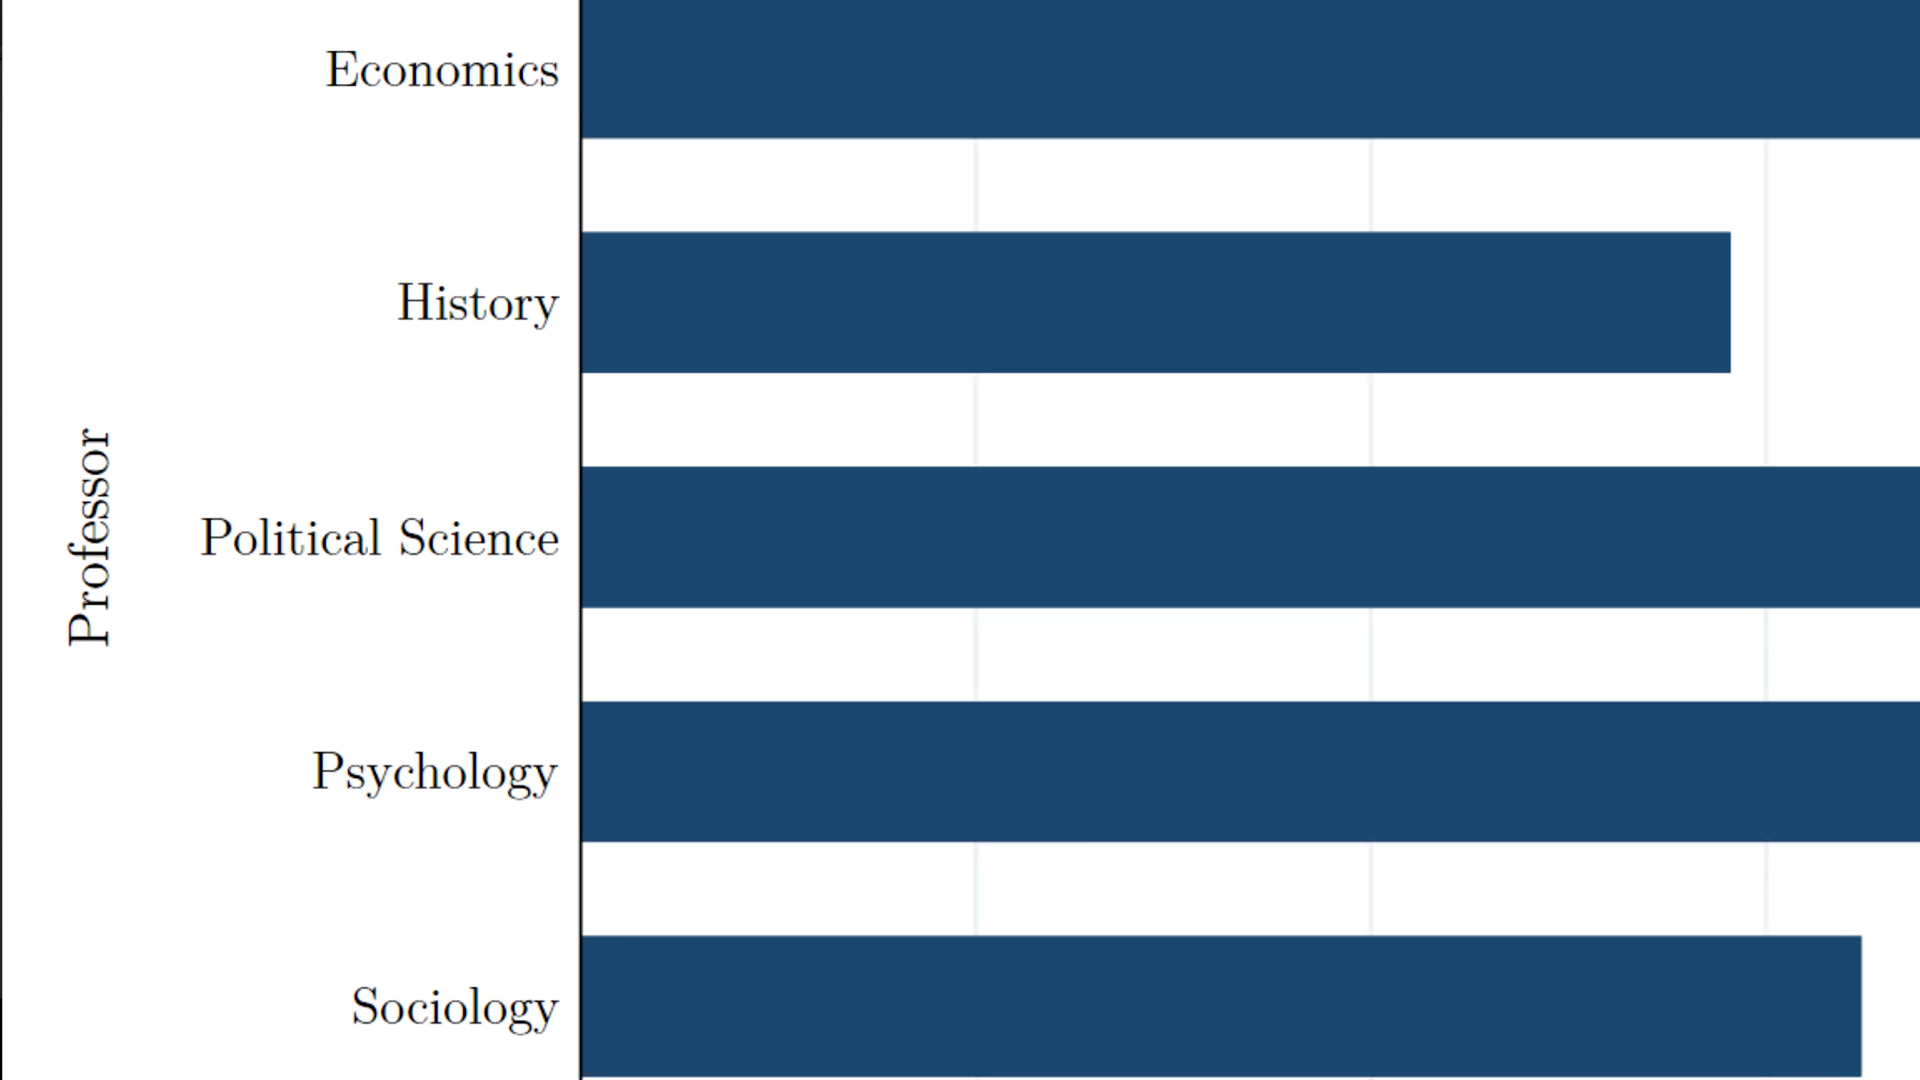 Economics
History
Political Science
Psychology
Sociology
Professor